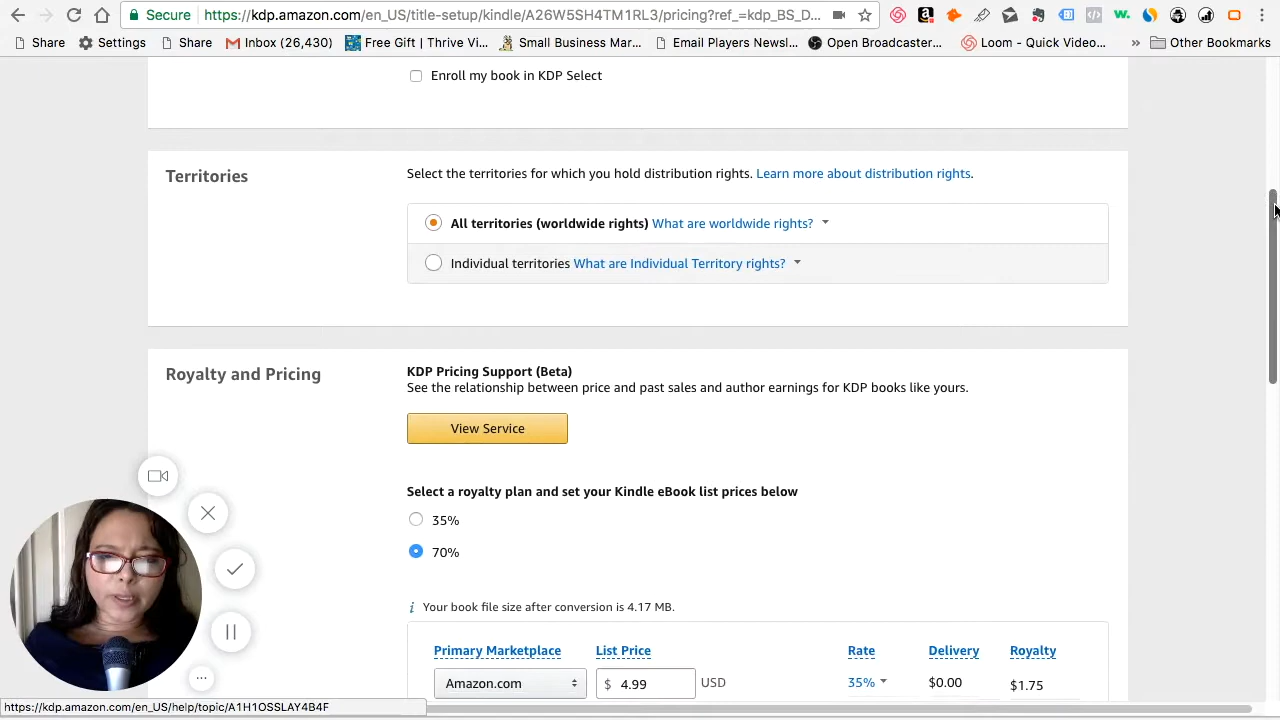 Secure
https://kdp.amazon.com/en_US/title-setup/kindle/A26W5SH4TM1RL3/pricing?ref_=kdp_BS_D...
Share
Settings
Share
Inbox (26,430)
Free Gift | Thrive Vi...
Small Business Mar...
Email Players Newsl...
Open Broadcaster...
Loom - Quick Video...
»
Other Bookmarks
Enroll my book in KDP Select
Territories
Select the territories for which you hold distribution rights. Learn more about distribution rights.
All territories (worldwide rights) What are worldwide rights?
Individual territories What are Individual Territory rights?
Royalty and Pricing
KDP Pricing Support (Beta)
See the relationship between price and past sales and author earnings for KDP books like yours.
View Service
Select a royalty plan and set your Kindle eBook list prices below
35%
70%
i Your book file size after conversion is 4.17 MB.
Primary Marketplace List Price Rate Delivery Royalty
Amazon.com $ 4.99 USD 35% $0.00 $1.75
https://kdp.amazon.com/en_US/help/topic/A1H1OSSLAY4B4F